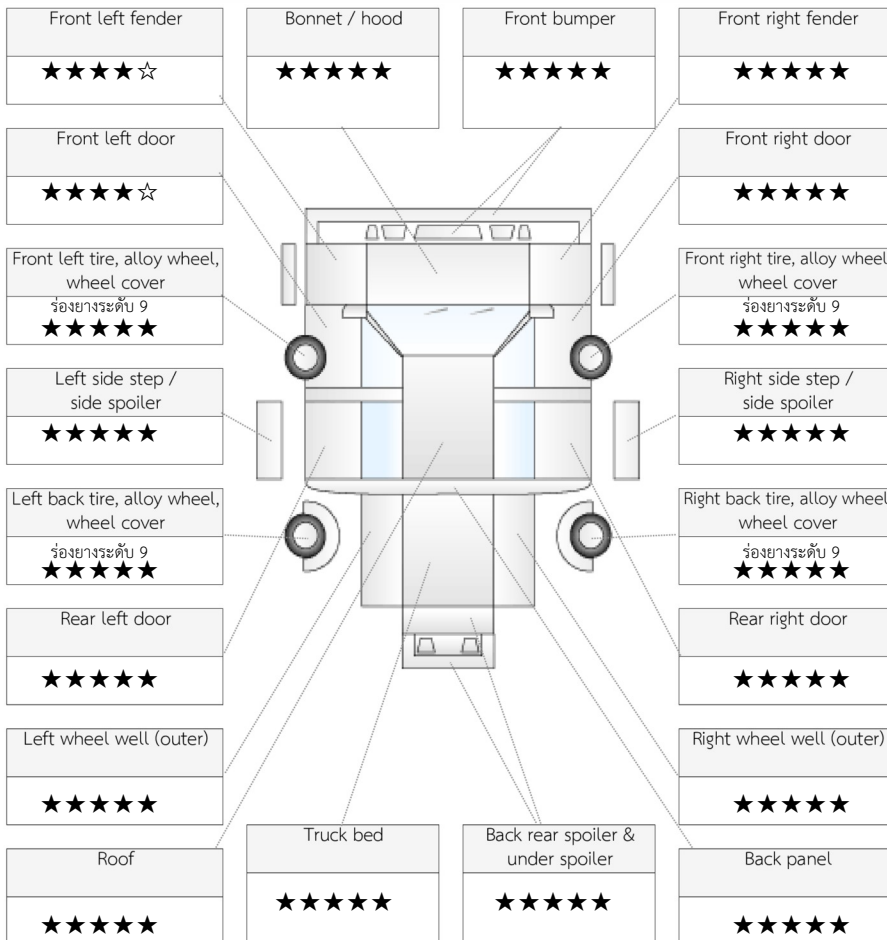 Front left fender
★★★★☆
Bonnet / hood
★★★★★
Front bumper
★★★★★
Front right fender
★★★★★
Front left door
★★★★☆
Front right door
★★★★★
Front left tire, alloy wheel,
wheel cover
ร่องยางระดับ 9
★★★★★
Front right tire, alloy wheel
wheel cover
ร่องยางระดับ 9
★★★★★
Left side step /
side spoiler
★★★★★
Right side step /
side spoiler
★★★★★
Left back tire, alloy wheel,
wheel cover
ร่องยางระดับ 9
★★★★★
Right back tire, alloy wheel
wheel cover
ร่องยางระดับ 9
★★★★★
Rear left door
★★★★★
Rear right door
★★★★★
Left wheel well (outer)
★★★★★
Right wheel well (outer)
★★★★★
Roof
★★★★★
Truck bed
★★★★★
Back rear spoiler &
under spoiler
★★★★★
Back panel
★★★★★